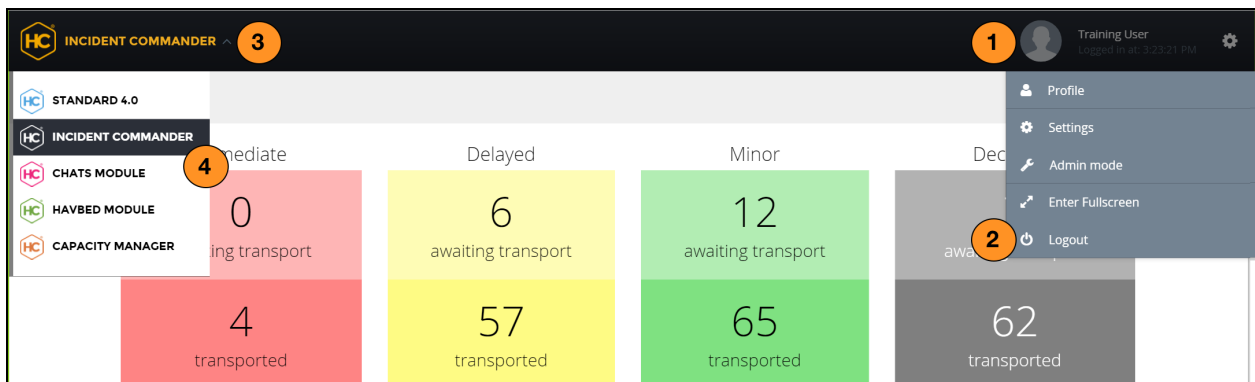 HC INCIDENT COMMANDER 3
1 Training User
Logged in at: 3:23:21 PM
HC STANDARD 4.0
HC INCIDENT COMMANDER
HC CHATS MODULE
HC HAVBED MODULE
HC CAPACITY MANAGER
4
Profile
Settings
Admin mode
Enter Fullscreen
2 Logout
mediate Delayed Minor Dec
0 6 12
ing transport awaiting transport awaiting transport awa
4 57 65 62
transported transported transported transported